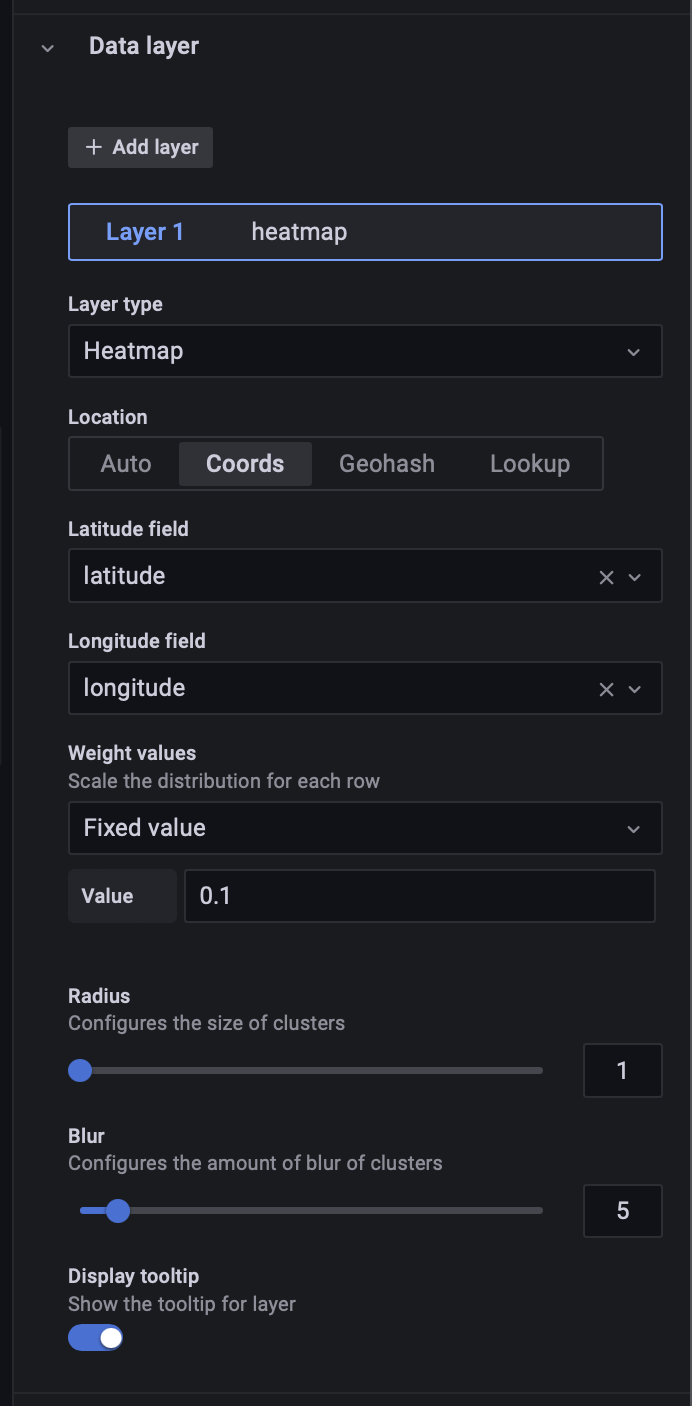 Data layer
+ Add layer
Layer 1 heatmap
Layer type
Heatmap
Location
Auto Coords Geohash Lookup
Latitude field
latitude
Longitude field
longitude
Weight values
Scale the distribution for each row
Fixed value
Value 0.1
Radius
Configures the size of clusters
1
Blur
Configures the amount of blur of clusters
5
Display tooltip
Show the tooltip for layer